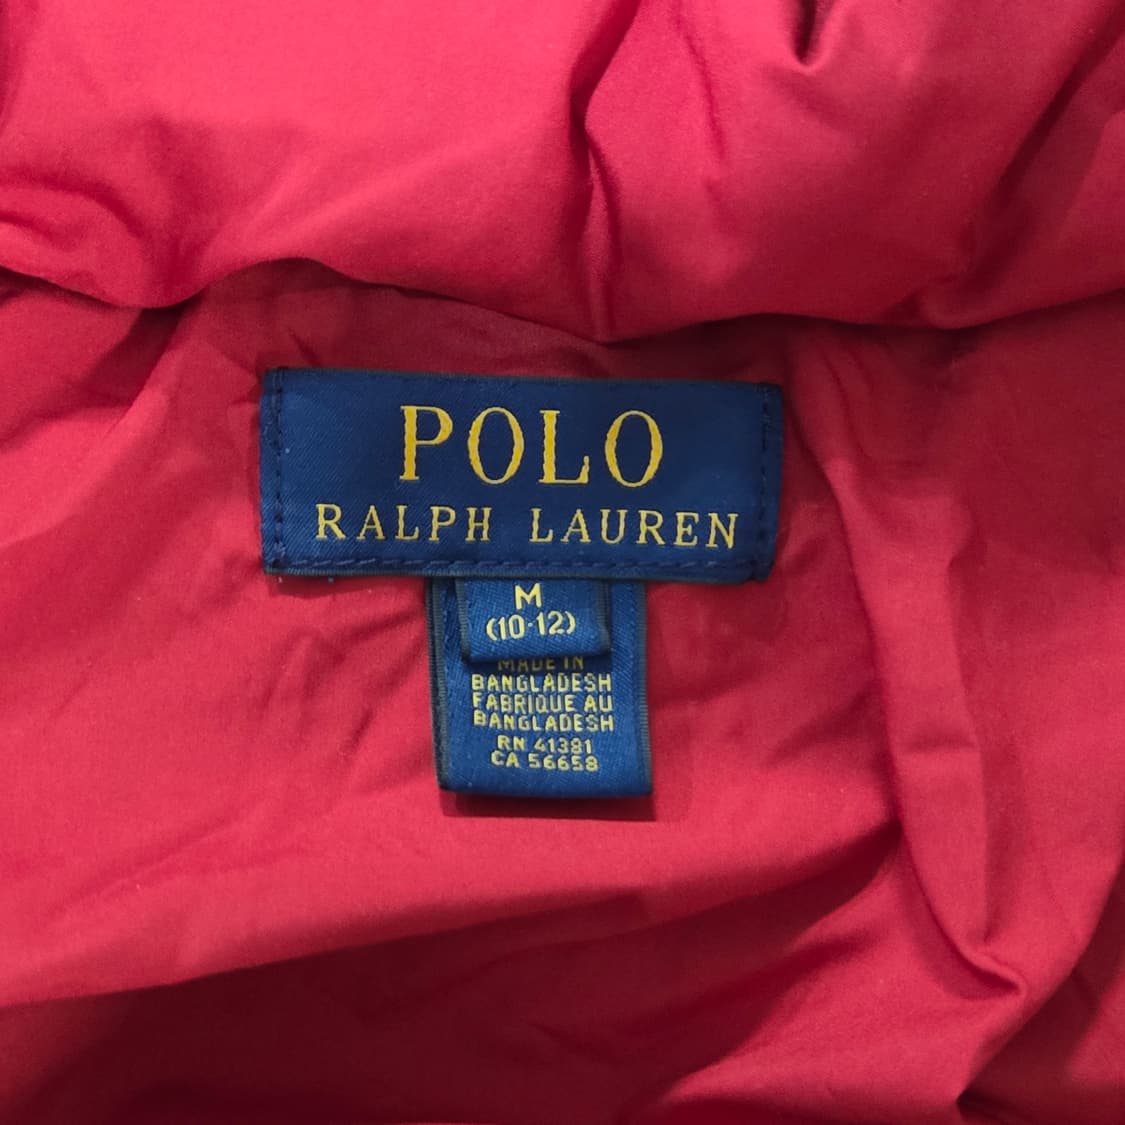 POLO
RALPH LAUREN
M
(10-12)
MADE IN
BANGLADESH
FABRIQUE AU
BANGLADESH
RN 41381
CA 56658